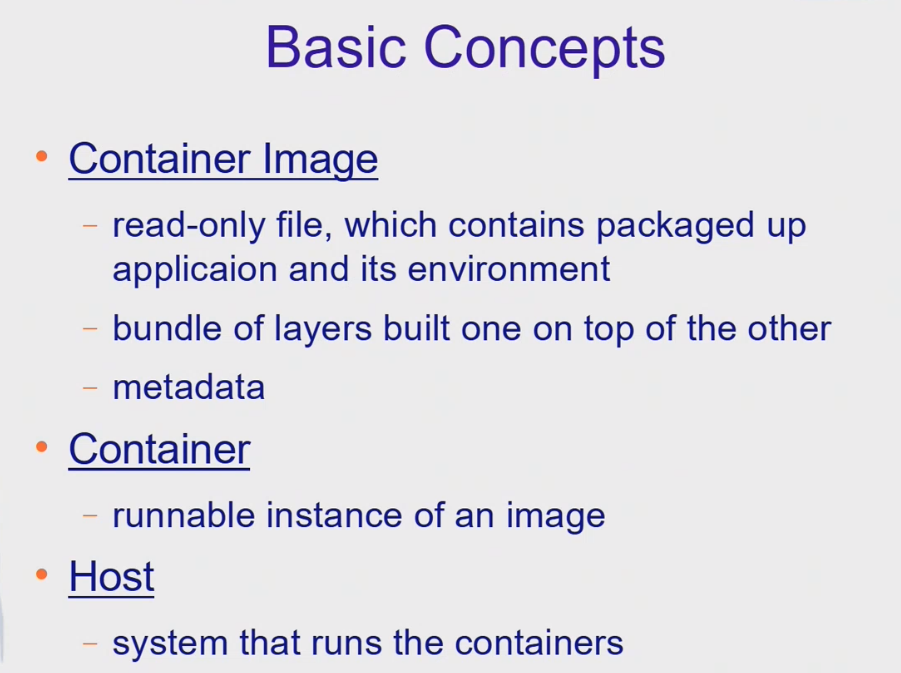 Basic Concepts
• Container Image
– read-only file, which contains packaged up
applicaion and its environment
– bundle of layers built one on top of the other
– metadata
• Container
– runnable instance of an image
• Host
– system that runs the containers